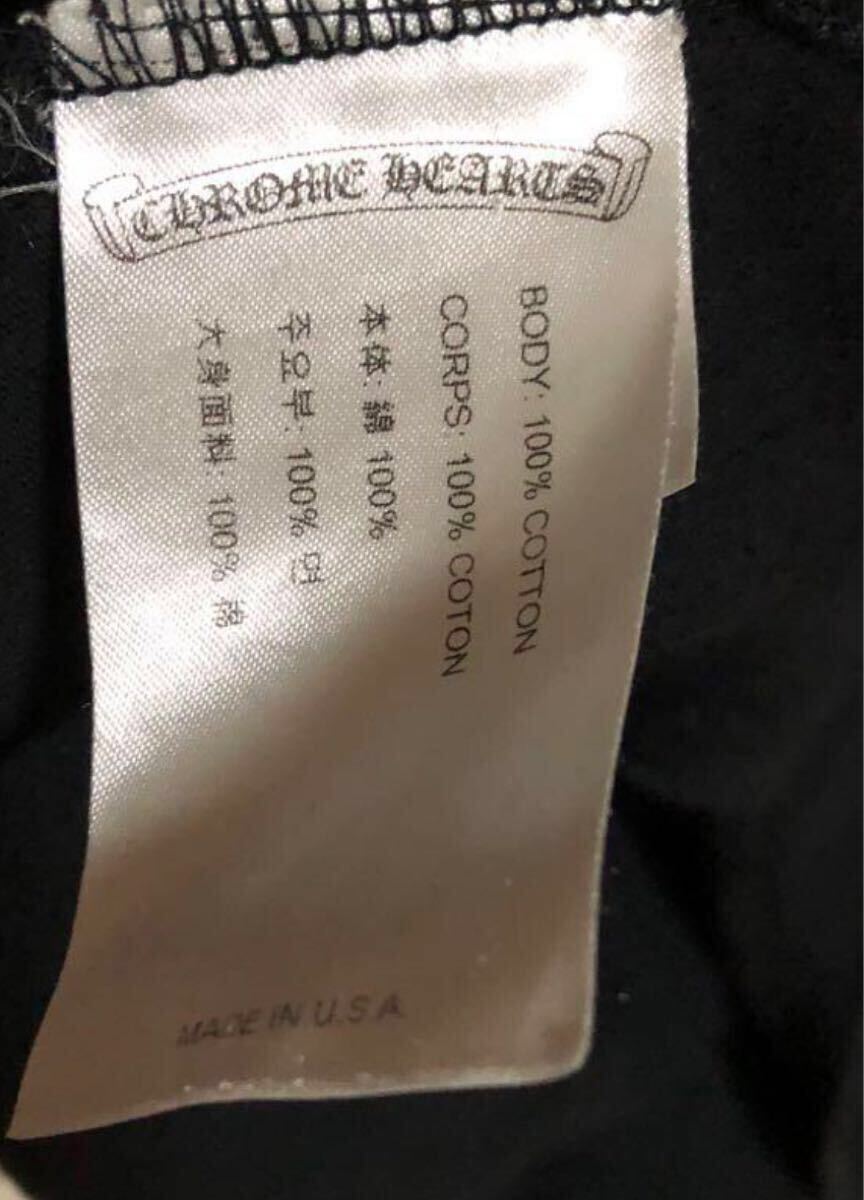 CHROME HEARTS
BODY: 100% COTTON
CORPS: 100% COTON
本体: 綿 100%
주요부: 100% 면
大身面料: 100% 棉
MADE IN U.S.A